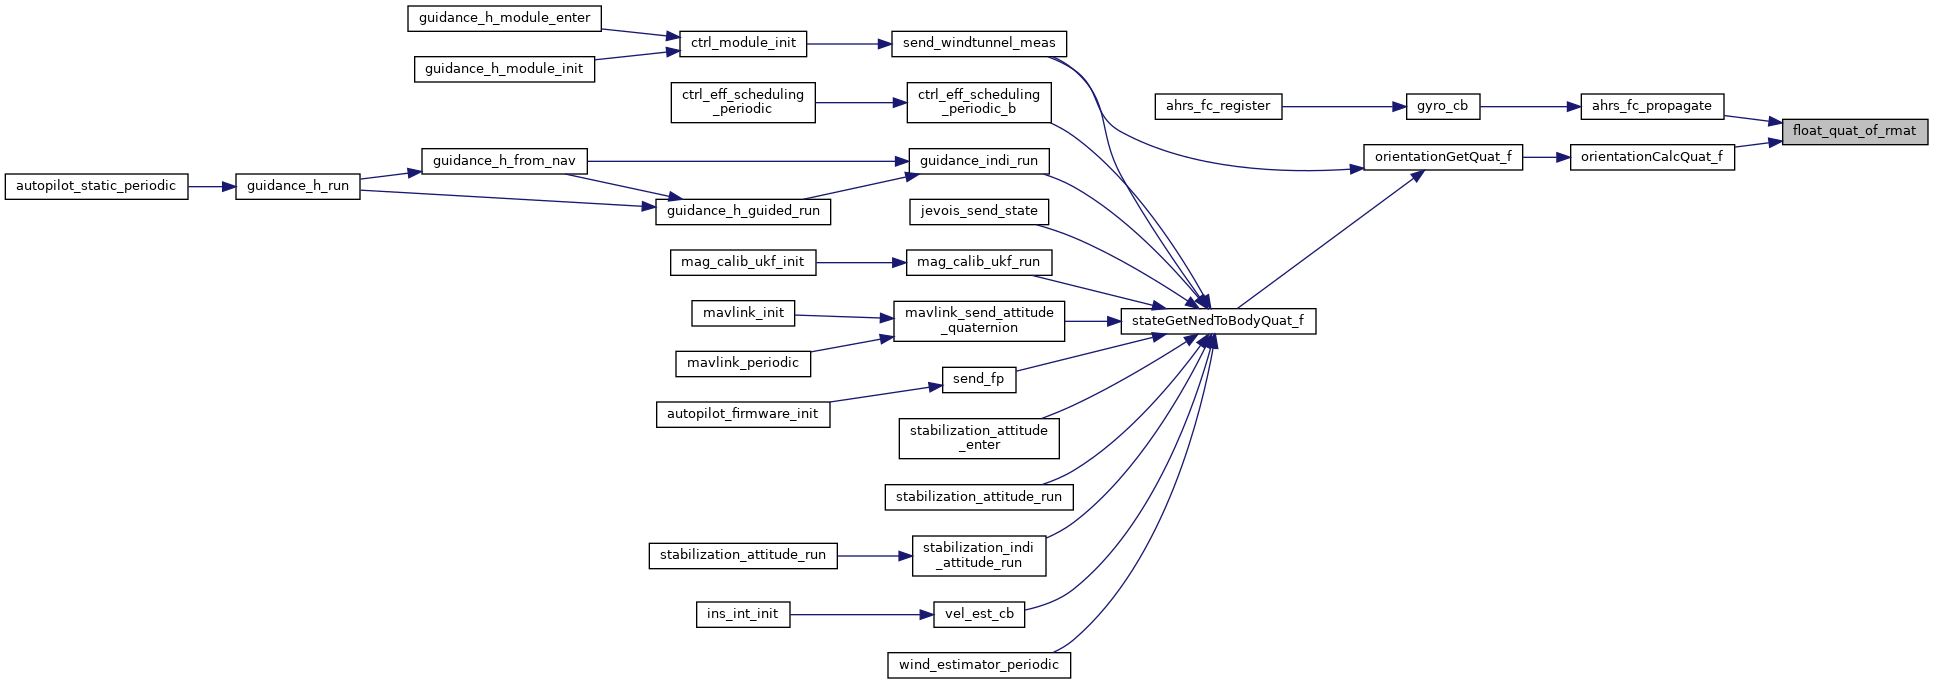 guidance_h_module_enter
guidance_h_module_init
ctrl_module_init
send_windtunnel_meas
ctrl_eff_scheduling
_periodic
ctrl_eff_scheduling
_periodic_b
ahrs_fc_register
gyro_cb
ahrs_fc_propagate
float_quat_of_rmat
orientationGetQuat_f
orientationCalcQuat_f
guidance_h_from_nav
guidance_indi_run
autopilot_static_periodic
guidance_h_run
guidance_h_guided_run
jevois_send_state
mag_calib_ukf_init
mag_calib_ukf_run
mavlink_init
mavlink_send_attitude
_quaternion
stateGetNedToBodyQuat_f
mavlink_periodic
send_fp
autopilot_firmware_init
stabilization_attitude
_enter
stabilization_attitude_run
stabilization_attitude_run
stabilization_indi
_attitude_run
ins_int_init
vel_est_cb
wind_estimator_periodic